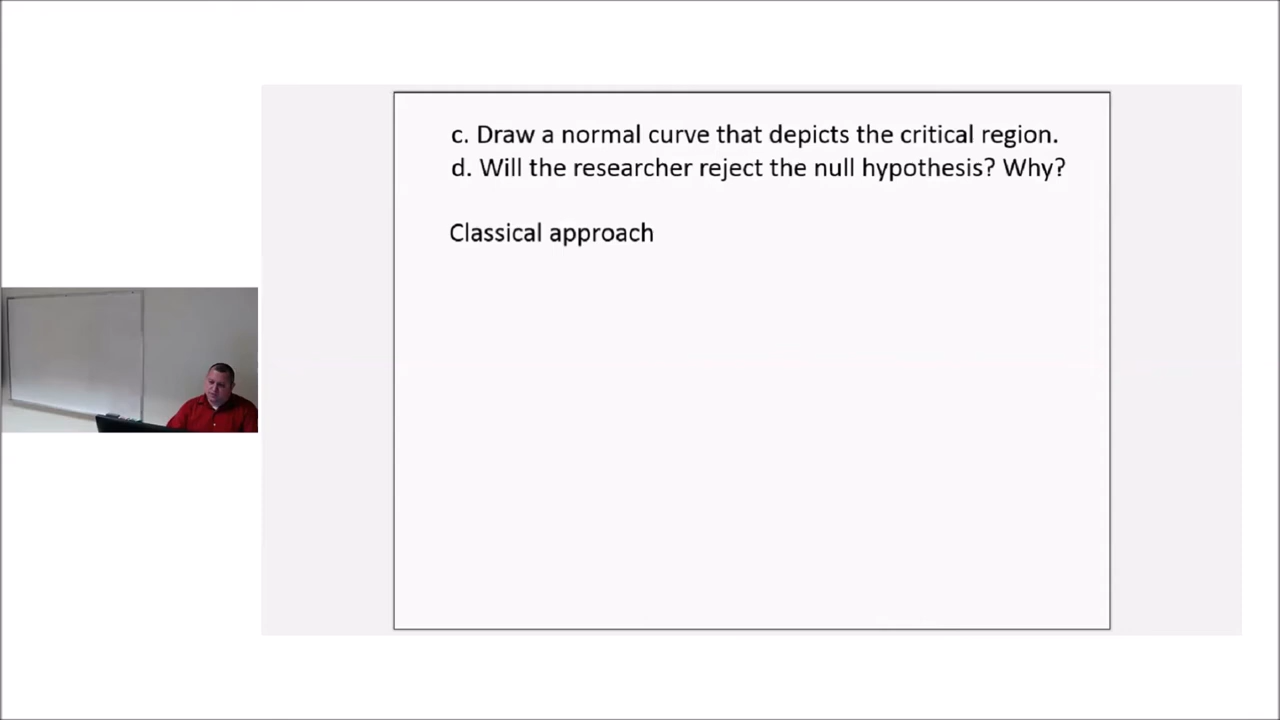 c. Draw a normal curve that depicts the critical region.
d. Will the researcher reject the null hypothesis? Why?
Classical approach